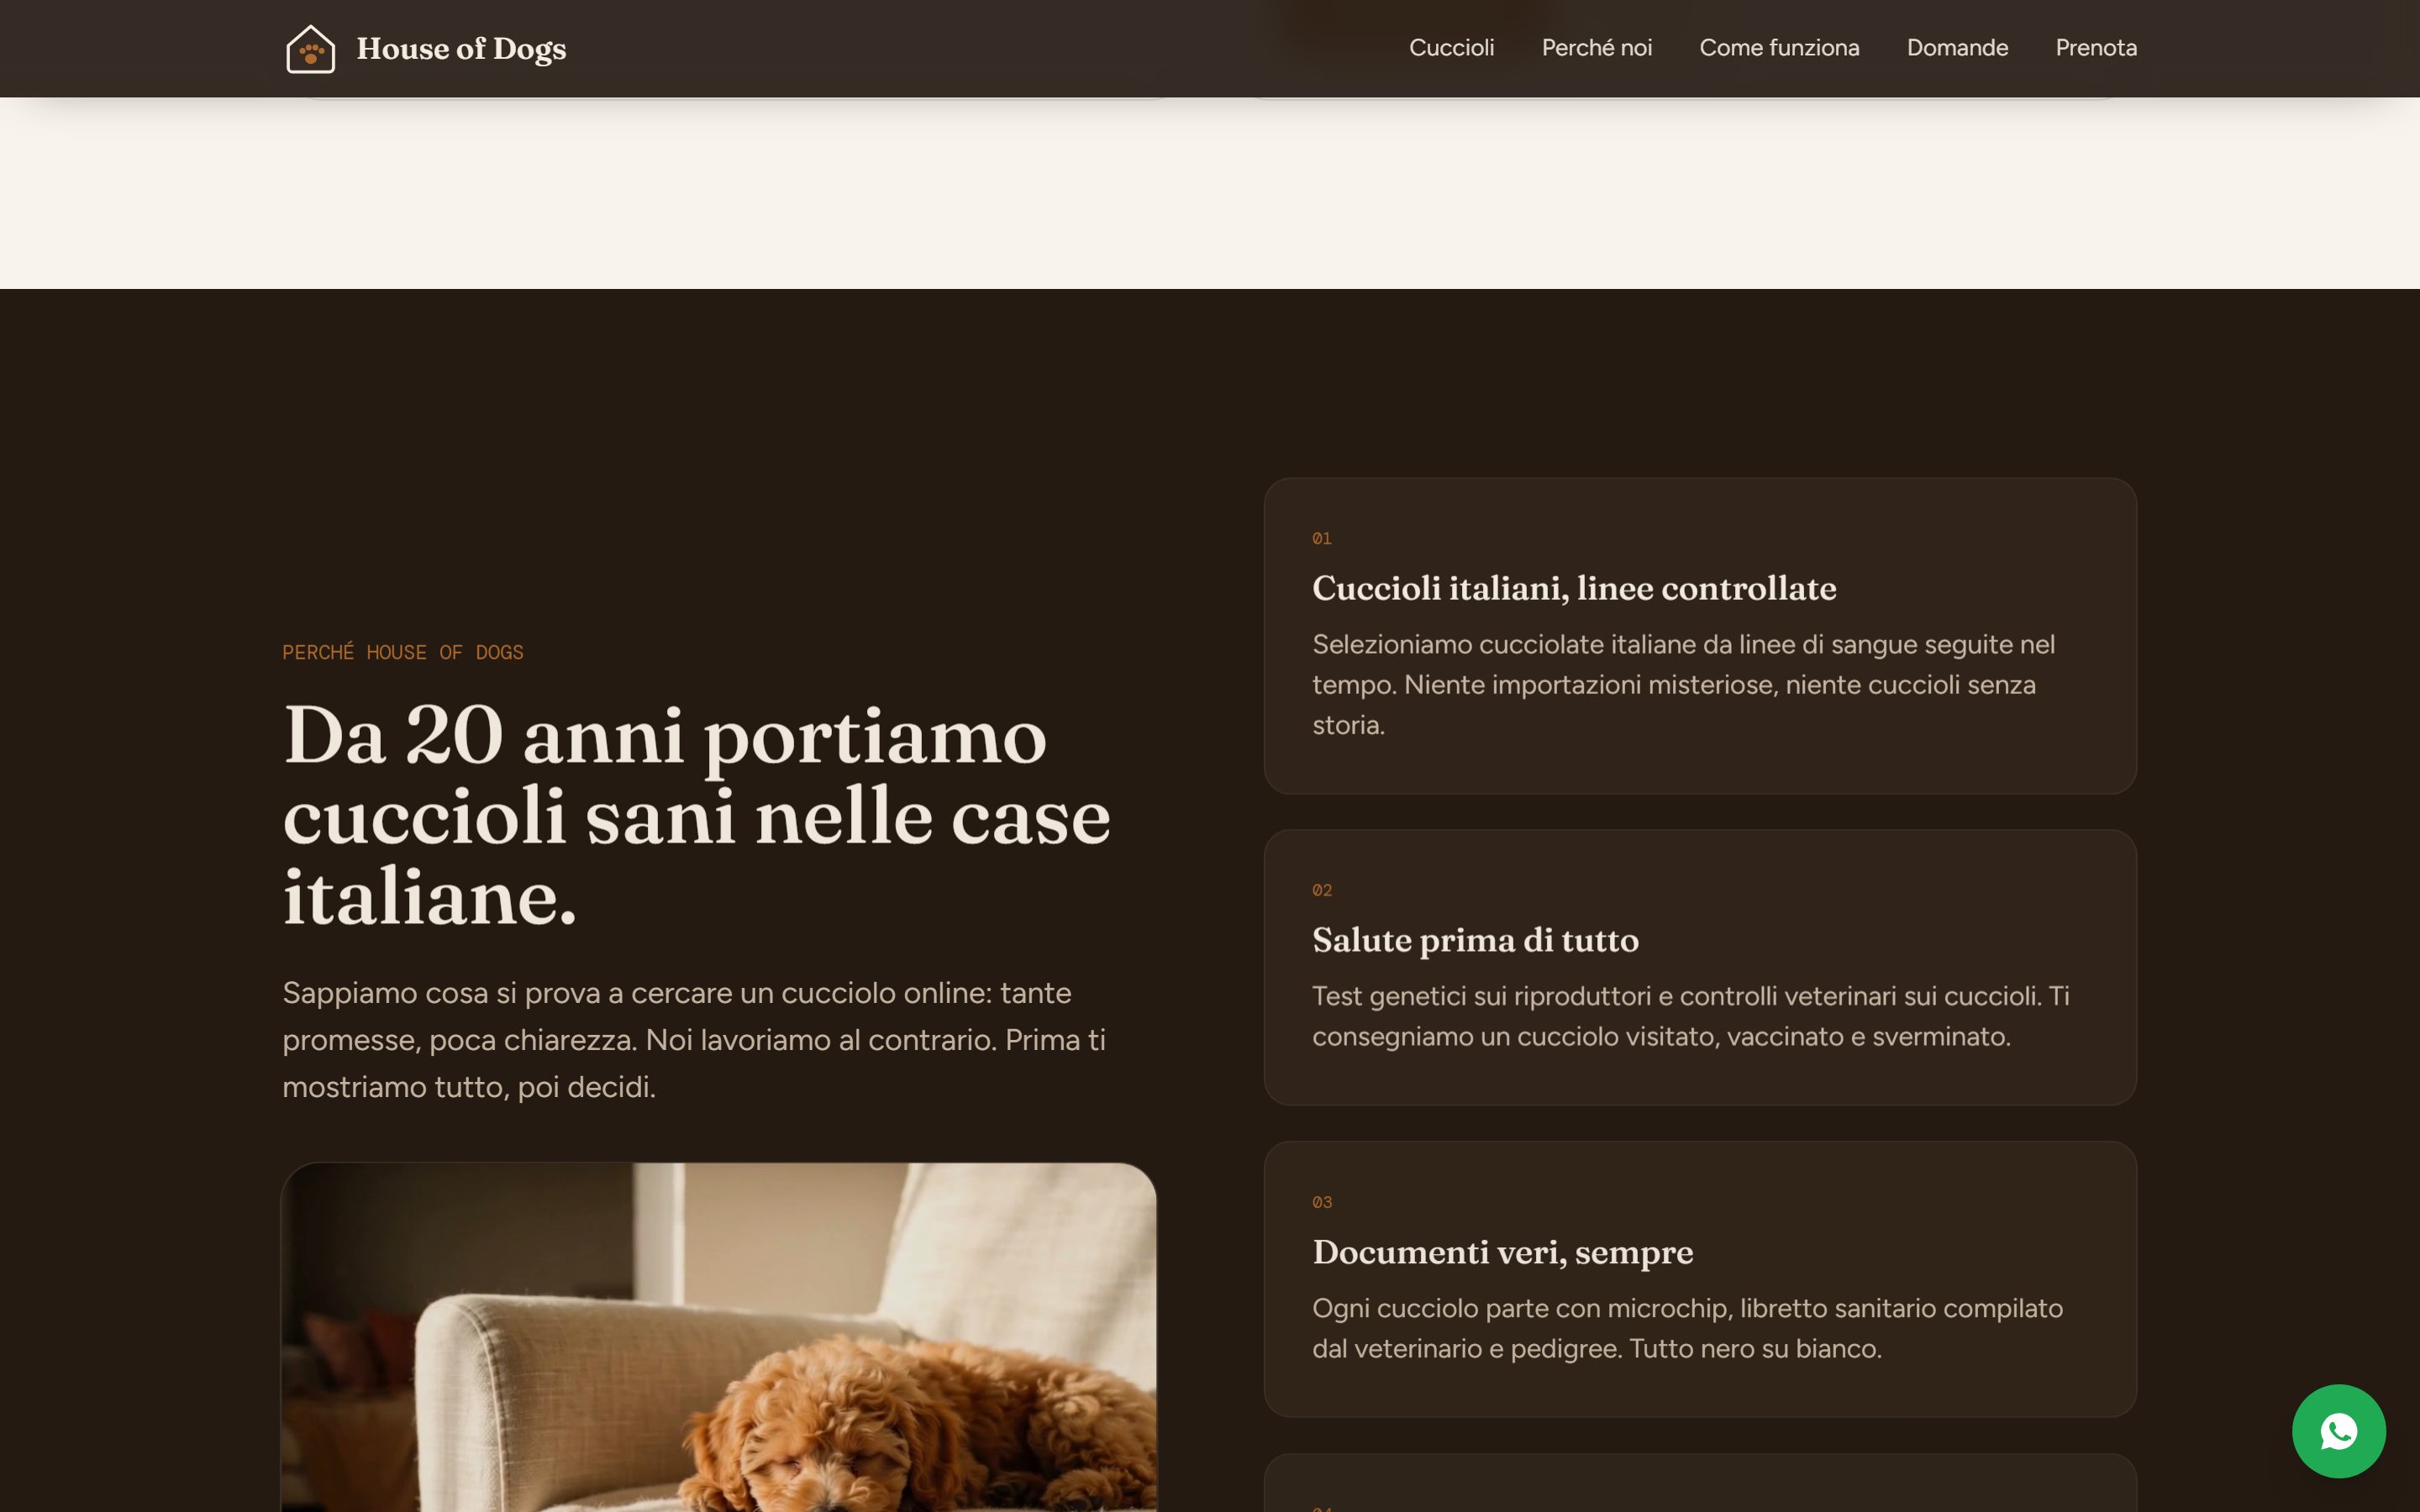 House of Dogs
Cuccioli
Perché noi
Come funziona
Domande
Prenota
PERCHÉ HOUSE OF DOGS
Da 20 anni portiamo
cuccioli sani nelle case
italiane.
Sappiamo cosa si prova a cercare un cucciolo online: tante
promesse, poca chiarezza. Noi lavoriamo al contrario. Prima ti
mostriamo tutto, poi decidi.
01
Cuccioli italiani, linee controllate
Selezioniamo cucciolate italiane da linee di sangue seguite nel
tempo. Niente importazioni misteriose, niente cuccioli senza
storia.
02
Salute prima di tutto
Test genetici sui riproduttori e controlli veterinari sui cuccioli. Ti
consegniamo un cucciolo visitato, vaccinato e sverminato.
03
Documenti veri, sempre
Ogni cucciolo parte con microchip, libretto sanitario compilato
dal veterinario e pedigree. Tutto nero su bianco.